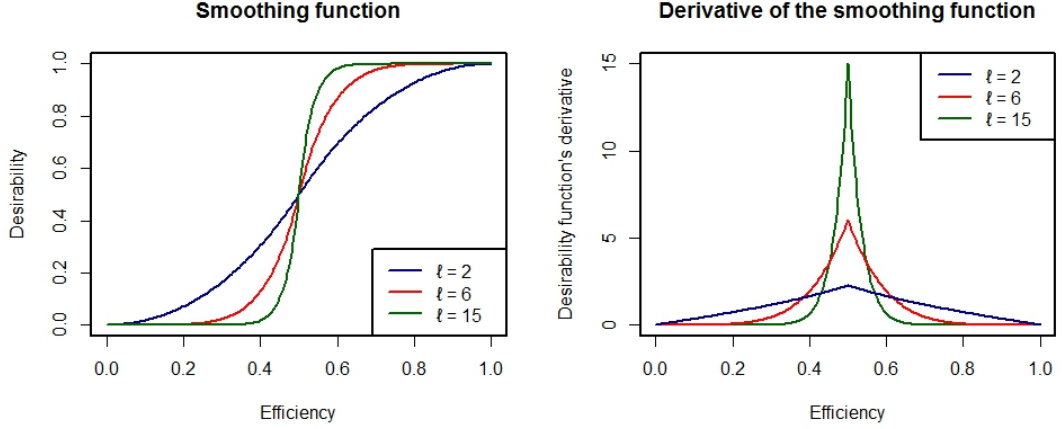 Smoothing function
Desirability
1.0
0.8
0.6
0.4
0.2
0.0
ℓ = 2
ℓ = 6
ℓ = 15
0.0 0.2 0.4 0.6 0.8 1.0
Efficiency
Derivative of the smoothing function
Desirability function's derivative
15
10
5
0
ℓ = 2
ℓ = 6
ℓ = 15
0.0 0.2 0.4 0.6 0.8 1.0
Efficiency